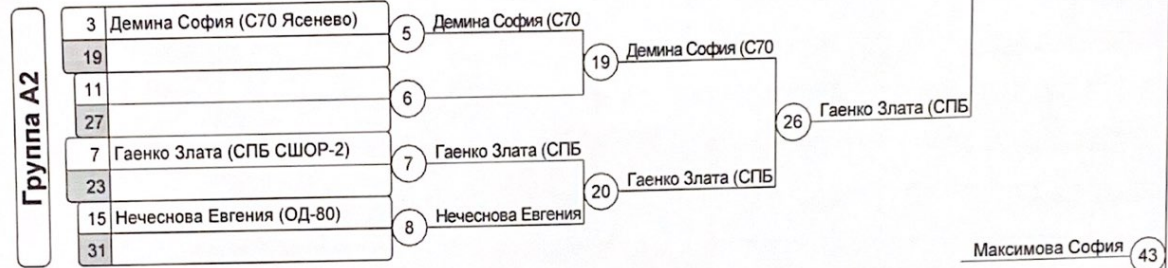 Группа А2
3 Демина София (С70 Ясенево)
19
11
27
7 Гаенко Злата (СПБ СШОР-2)
23
15 Нечеснова Евгения (ОД-80)
31
5 Демина София (С70
6
7 Гаенко Злата (СПБ
8 Нечеснова Евгения
19 Демина София (С70
20 Гаенко Злата (СПБ
26 Гаенко Злата (СПБ
Максимова София 43